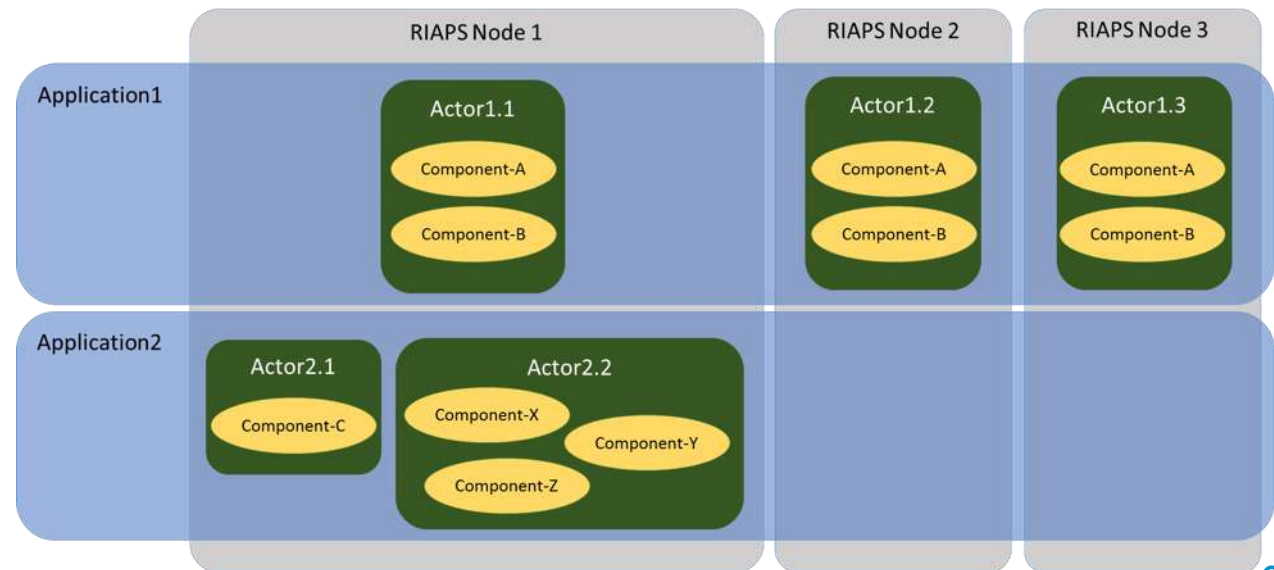 RIAPS Node 1
RIAPS Node 2
RIAPS Node 3
Application1
Actor1.1
Component-A
Component-B
Actor1.2
Component-A
Component-B
Actor1.3
Component-A
Component-B
Application2
Actor2.1
Component-C
Actor2.2
Component-X
Component-Y
Component-Z